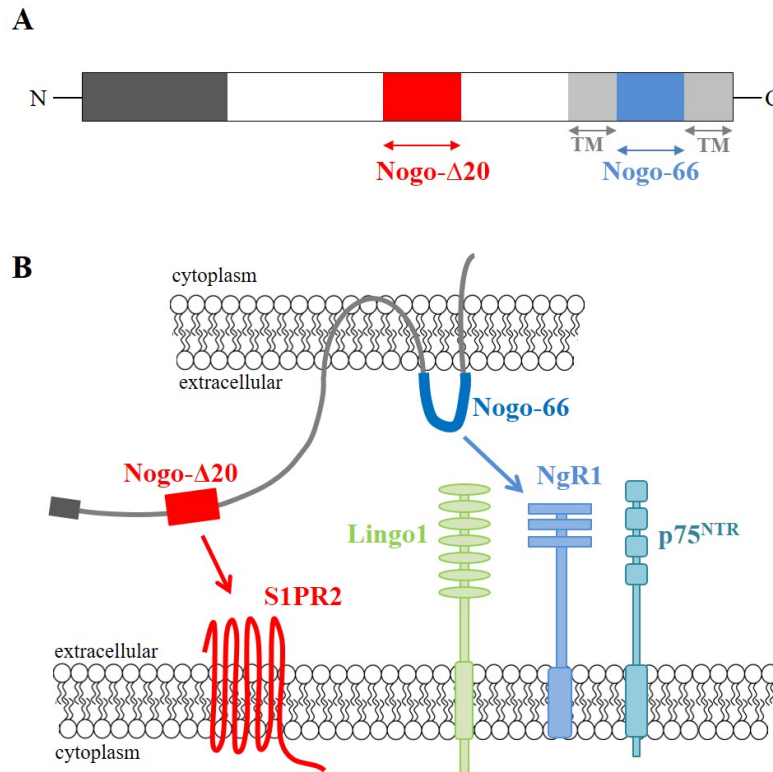 A
N
C
TM
TM
Nogo-Δ20
Nogo-66
B
cytoplasm
extracellular
Nogo-66
Nogo-Δ20
NgR1
Lingo1
p75NTR
S1PR2
extracellular
cytoplasm